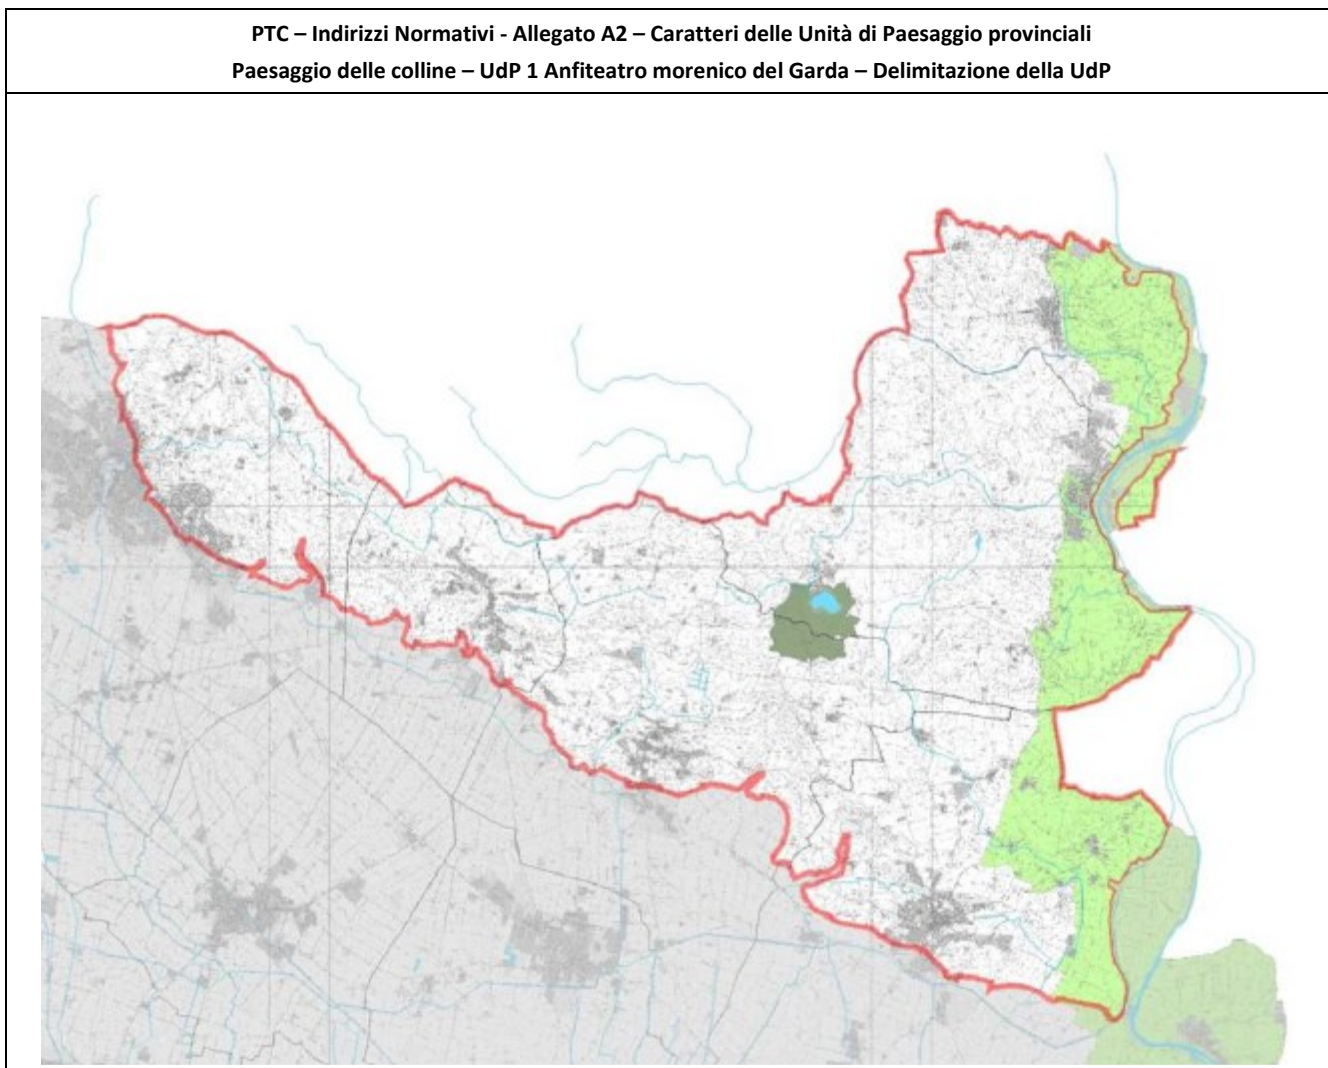 PTC – Indirizzi Normativi - Allegato A2 – Caratteri delle Unità di Paesaggio provinciali
Paesaggio delle colline – UdP 1 Anfiteatro morenico del Garda – Delimitazione della UdP